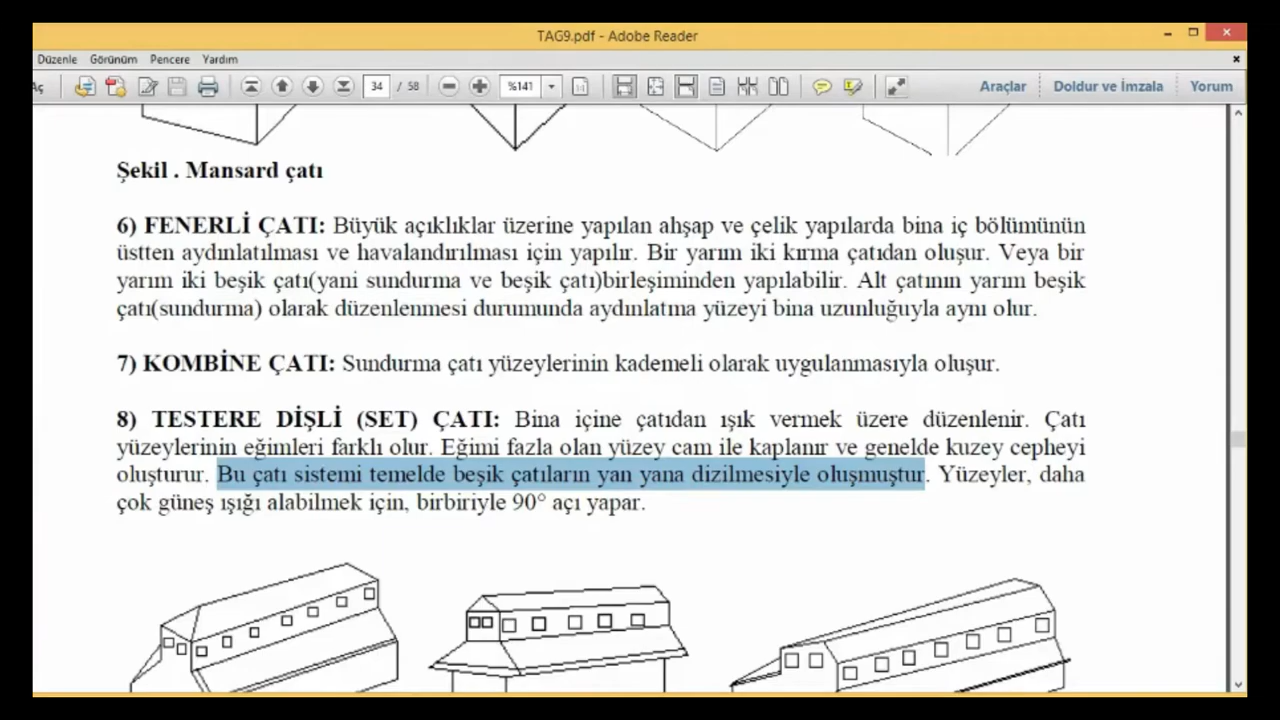 TAG9.pdf - Adobe Reader
Düzenle Görünüm Pencere Yardım
Aç 34 / 58 %141 Araçlar Doldur ve İmzala Yorum
Şekil . Mansard çatı
6) FENERLİ ÇATI: Büyük açıklıklar üzerine yapılan ahşap ve çelik yapılarda bina iç bölümünün
üstten aydınlatılması ve havalandırılması için yapılır. Bir yarım iki kırma çatıdan oluşur. Veya bir
yarım iki beşik çatı(yani sundurma ve beşik çatı)birleşiminden yapılabilir. Alt çatının yarım beşik
çatı(sundurma) olarak düzenlenmesi durumunda aydınlatma yüzeyi bina uzunluğuyla aynı olur.
7) KOMBİNE ÇATI: Sundurma çatı yüzeylerinin kademeli olarak uygulanmasıyla oluşur.
8) TESTERE DİŞLİ (SET) ÇATI: Bina içine çatıdan ışık vermek üzere düzenlenir. Çatı
yüzeylerinin eğimleri farklı olur. Eğimi fazla olan yüzey cam ile kaplanır ve genelde kuzey cepheyi
oluşturur. Bu çatı sistemi temelde beşik çatıların yan yana dizilmesiyle oluşmuştur. Yüzeyler, daha
çok güneş ışığı alabilmek için, birbiriyle 90° açı yapar.